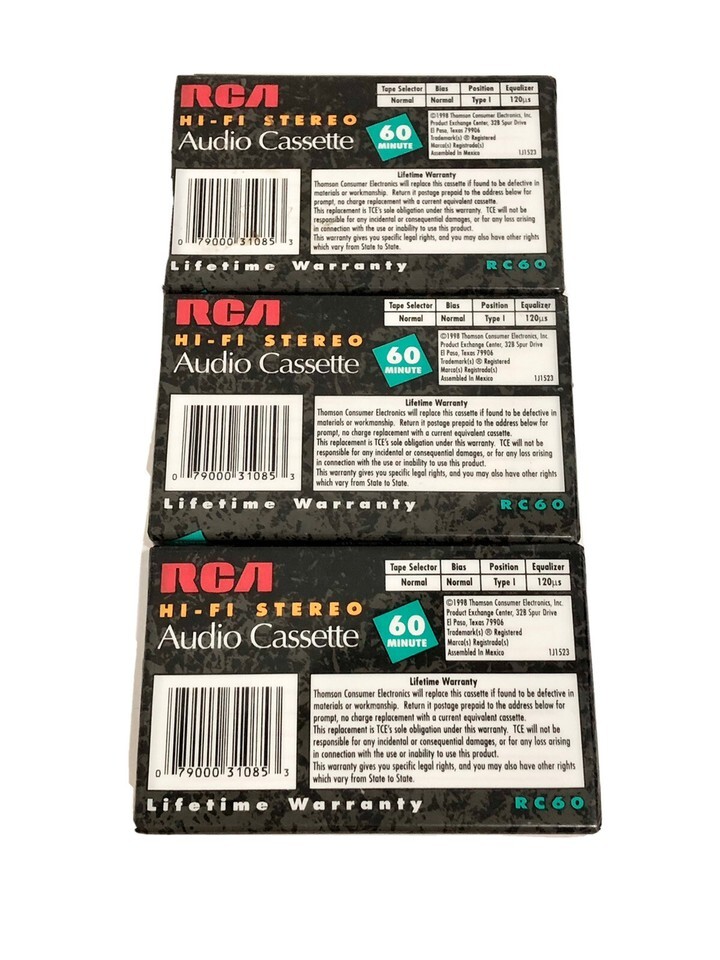 RCA
HI-FI STEREO
Audio Cassette
60
MINUTE
Tape Selector Bias Position Equalizer
Normal Normal Type I 120µs
©1998 Thomson Consumer Electronics, Inc.
Product Exchange Center, 32B Spur Drive
El Paso, Texas 79906
Trademark(s) ® Registered
Marca(s) Registrada(s)
Assembled In Mexico 1J1523
0 79000 31085 3
Lifetime Warranty
Thomson Consumer Electronics will replace this cassette if found to be defective in
materials or workmanship. Return it postage prepaid to the address below for
prompt, no charge replacement with a current equivalent cassette.
This replacement is TCE's sole obligation under this warranty. TCE will not be
responsible for any incidental or consequential damages, or for any loss arising
in connection with the use or inability to use this product.
This warranty gives you specific legal rights, and you may also have other rights
which vary from State to State.
Lifetime Warranty RC60
RCA
HI-FI STEREO
Audio Cassette
60
MINUTE
Tape Selector Bias Position Equalizer
Normal Normal Type I 120µs
©1998 Thomson Consumer Electronics, Inc.
Product Exchange Center, 32B Spur Drive
El Paso, Texas 79906
Trademark(s) ® Registered
Marca(s) Registrada(s)
Assembled In Mexico 1J1523
0 79000 31085 3
Lifetime Warranty
Thomson Consumer Electronics will replace this cassette if found to be defective in
materials or workmanship. Return it postage prepaid to the address below for
prompt, no charge replacement with a current equivalent cassette.
This replacement is TCE's sole obligation under this warranty. TCE will not be
responsible for any incidental or consequential damages, or for any loss arising
in connection with the use or inability to use this product.
This warranty gives you specific legal rights, and you may also have other rights
which vary from State to State.
Lifetime Warranty RC60
RCA
HI-FI STEREO
Audio Cassette
60
MINUTE
Tape Selector Bias Position Equalizer
Normal Normal Type I 120µs
©1998 Thomson Consumer Electronics, Inc.
Product Exchange Center, 32B Spur Drive
El Paso, Texas 79906
Trademark(s) ® Registered
Marca(s) Registrada(s)
Assembled In Mexico 1J1523
0 79000 31085 3
Lifetime Warranty
Thomson Consumer Electronics will replace this cassette if found to be defective in
materials or workmanship. Return it postage prepaid to the address below for
prompt, no charge replacement with a current equivalent cassette.
This replacement is TCE's sole obligation under this warranty. TCE will not be
responsible for any incidental or consequential damages, or for any loss arising
in connection with the use or inability to use this product.
This warranty gives you specific legal rights, and you may also have other rights
which vary from State to State.
Lifetime Warranty RC60